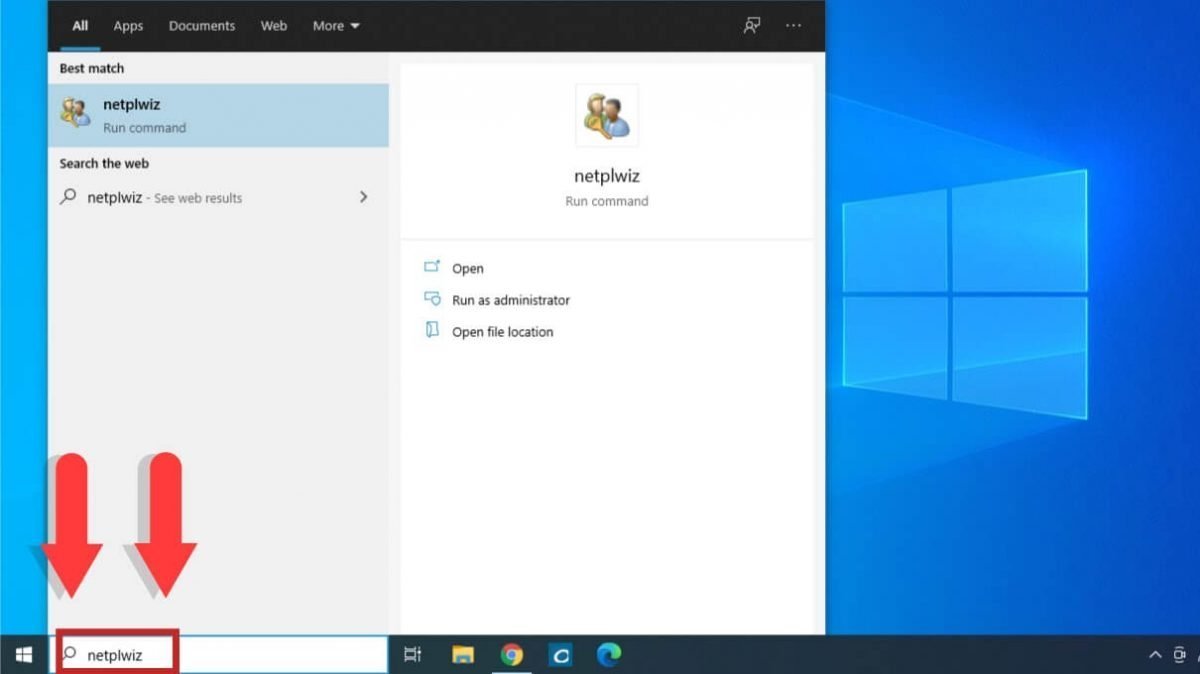 All Apps Documents Web More
Best match
netplwiz
Run command
Search the web
netplwiz - See web results
netplwiz
Run command
Open
Run as administrator
Open file location
netplwiz